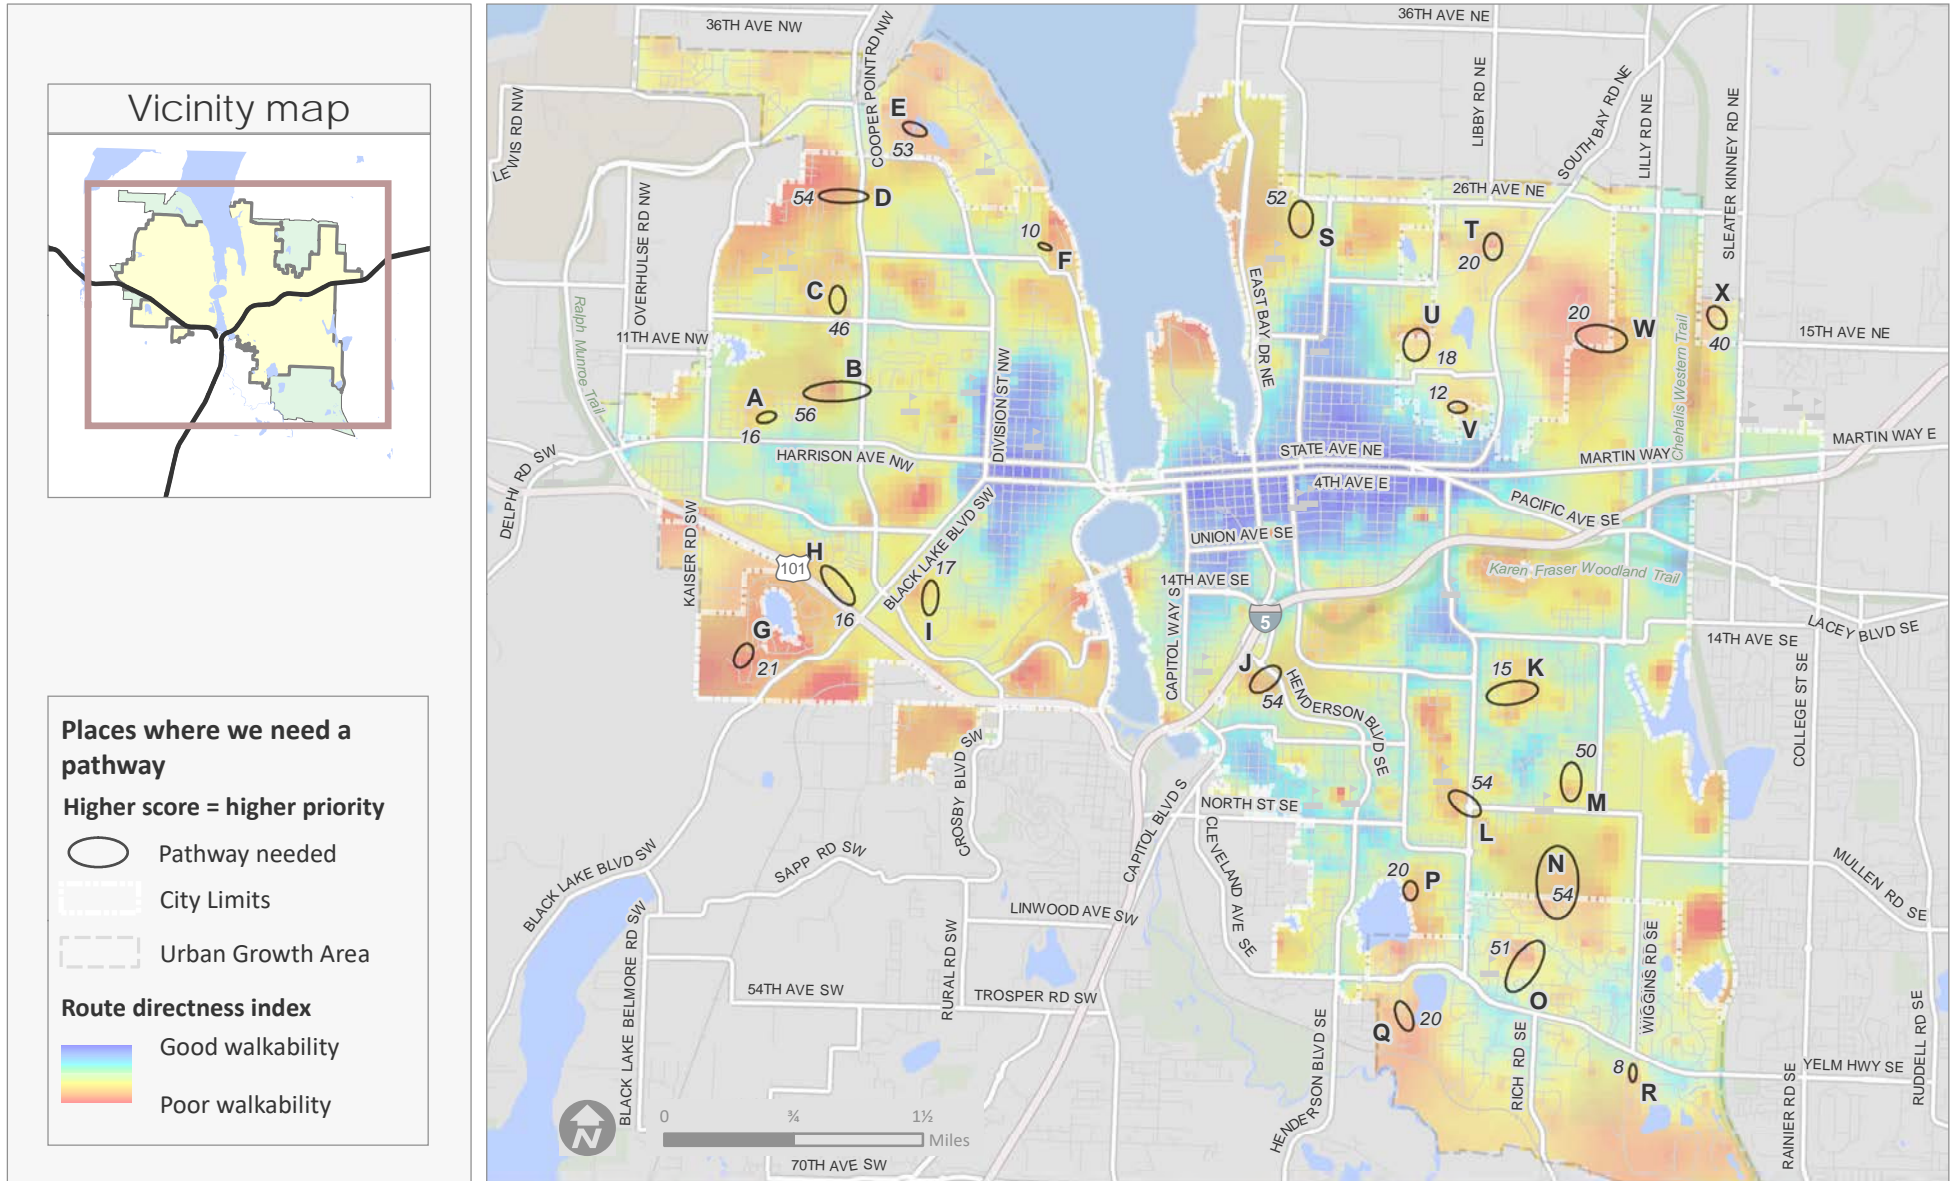 Vicinity map
Places where we need a
pathway
Higher score = higher priority
Pathway needed
City Limits
Urban Growth Area
Route directness index
Good walkability
Poor walkability
36TH AVE NW
COOPER POINT RD NW
36TH AVE NE
LEWIS RD NW
LIBBY RD NE
SOUTH BAY RD NE
LILLY RD NE
SLEATER KINNEY RD NE
E
53
54
D
OVERHULSE RD NW
10
F
52
S
26TH AVE NE
T
20
C
46
Ralph Munroe Trail
11TH AVE NW
EAST BAY DR NE
U
18
20
W
X
40
15TH AVE NE
Chehalis Western Trail
B
56
A
16
DIVISION ST NW
12
V
HARRISON AVE NW
STATE AVE NE
4TH AVE E
MARTIN WAY
MARTIN WAY E
DELPHI RD SW
PACIFIC AVE SE
KAISER RD SW
UNION AVE SE
101
H
16
BLACK LAKE BLVD SW
17
I
14TH AVE SE
5
Karen Fraser Woodland Trail
LACEY BLVD SE
14TH AVE SE
G
21
CAPITOL WAY S
J
54
HENDERSON BLVD SE
15
K
COLLEGE ST SE
50
M
54
L
CROSBY BLVD SW
CAPITOL BLVD S
NORTH ST SE
CLEVELAND AVE SE
BLACK LAKE BLVD SW
SAPP RD SW
20
P
N
54
MULLEN RD SE
BLACK LAKE BELMORE RD SW
RURAL RD SW
LINWOOD AVE SW
51
O
WIGGINS RD SE
54TH AVE SW
TROSPER RD SW
Q
20
HENDERSON BLVD SE
RICH RD SE
8
R
YELM HWY SE
RUDDELL RD SE
RAINIER RD SE
N
0
¾
1½
Miles
70TH AVE SW